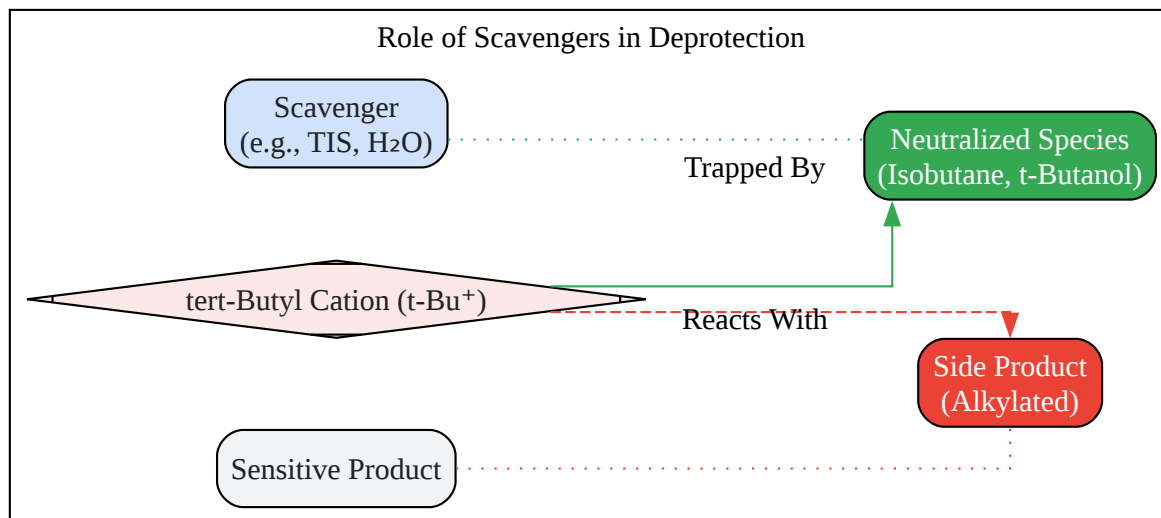 Role of Scavengers in Deprotection
Scavenger
(e.g., TIS, H₂O)
Neutralized Species
(Isobutane, t-Butanol)
Trapped By
tert-Butyl Cation (t-Bu⁺)
Reacts With
Side Product
(Alkylated)
Sensitive Product